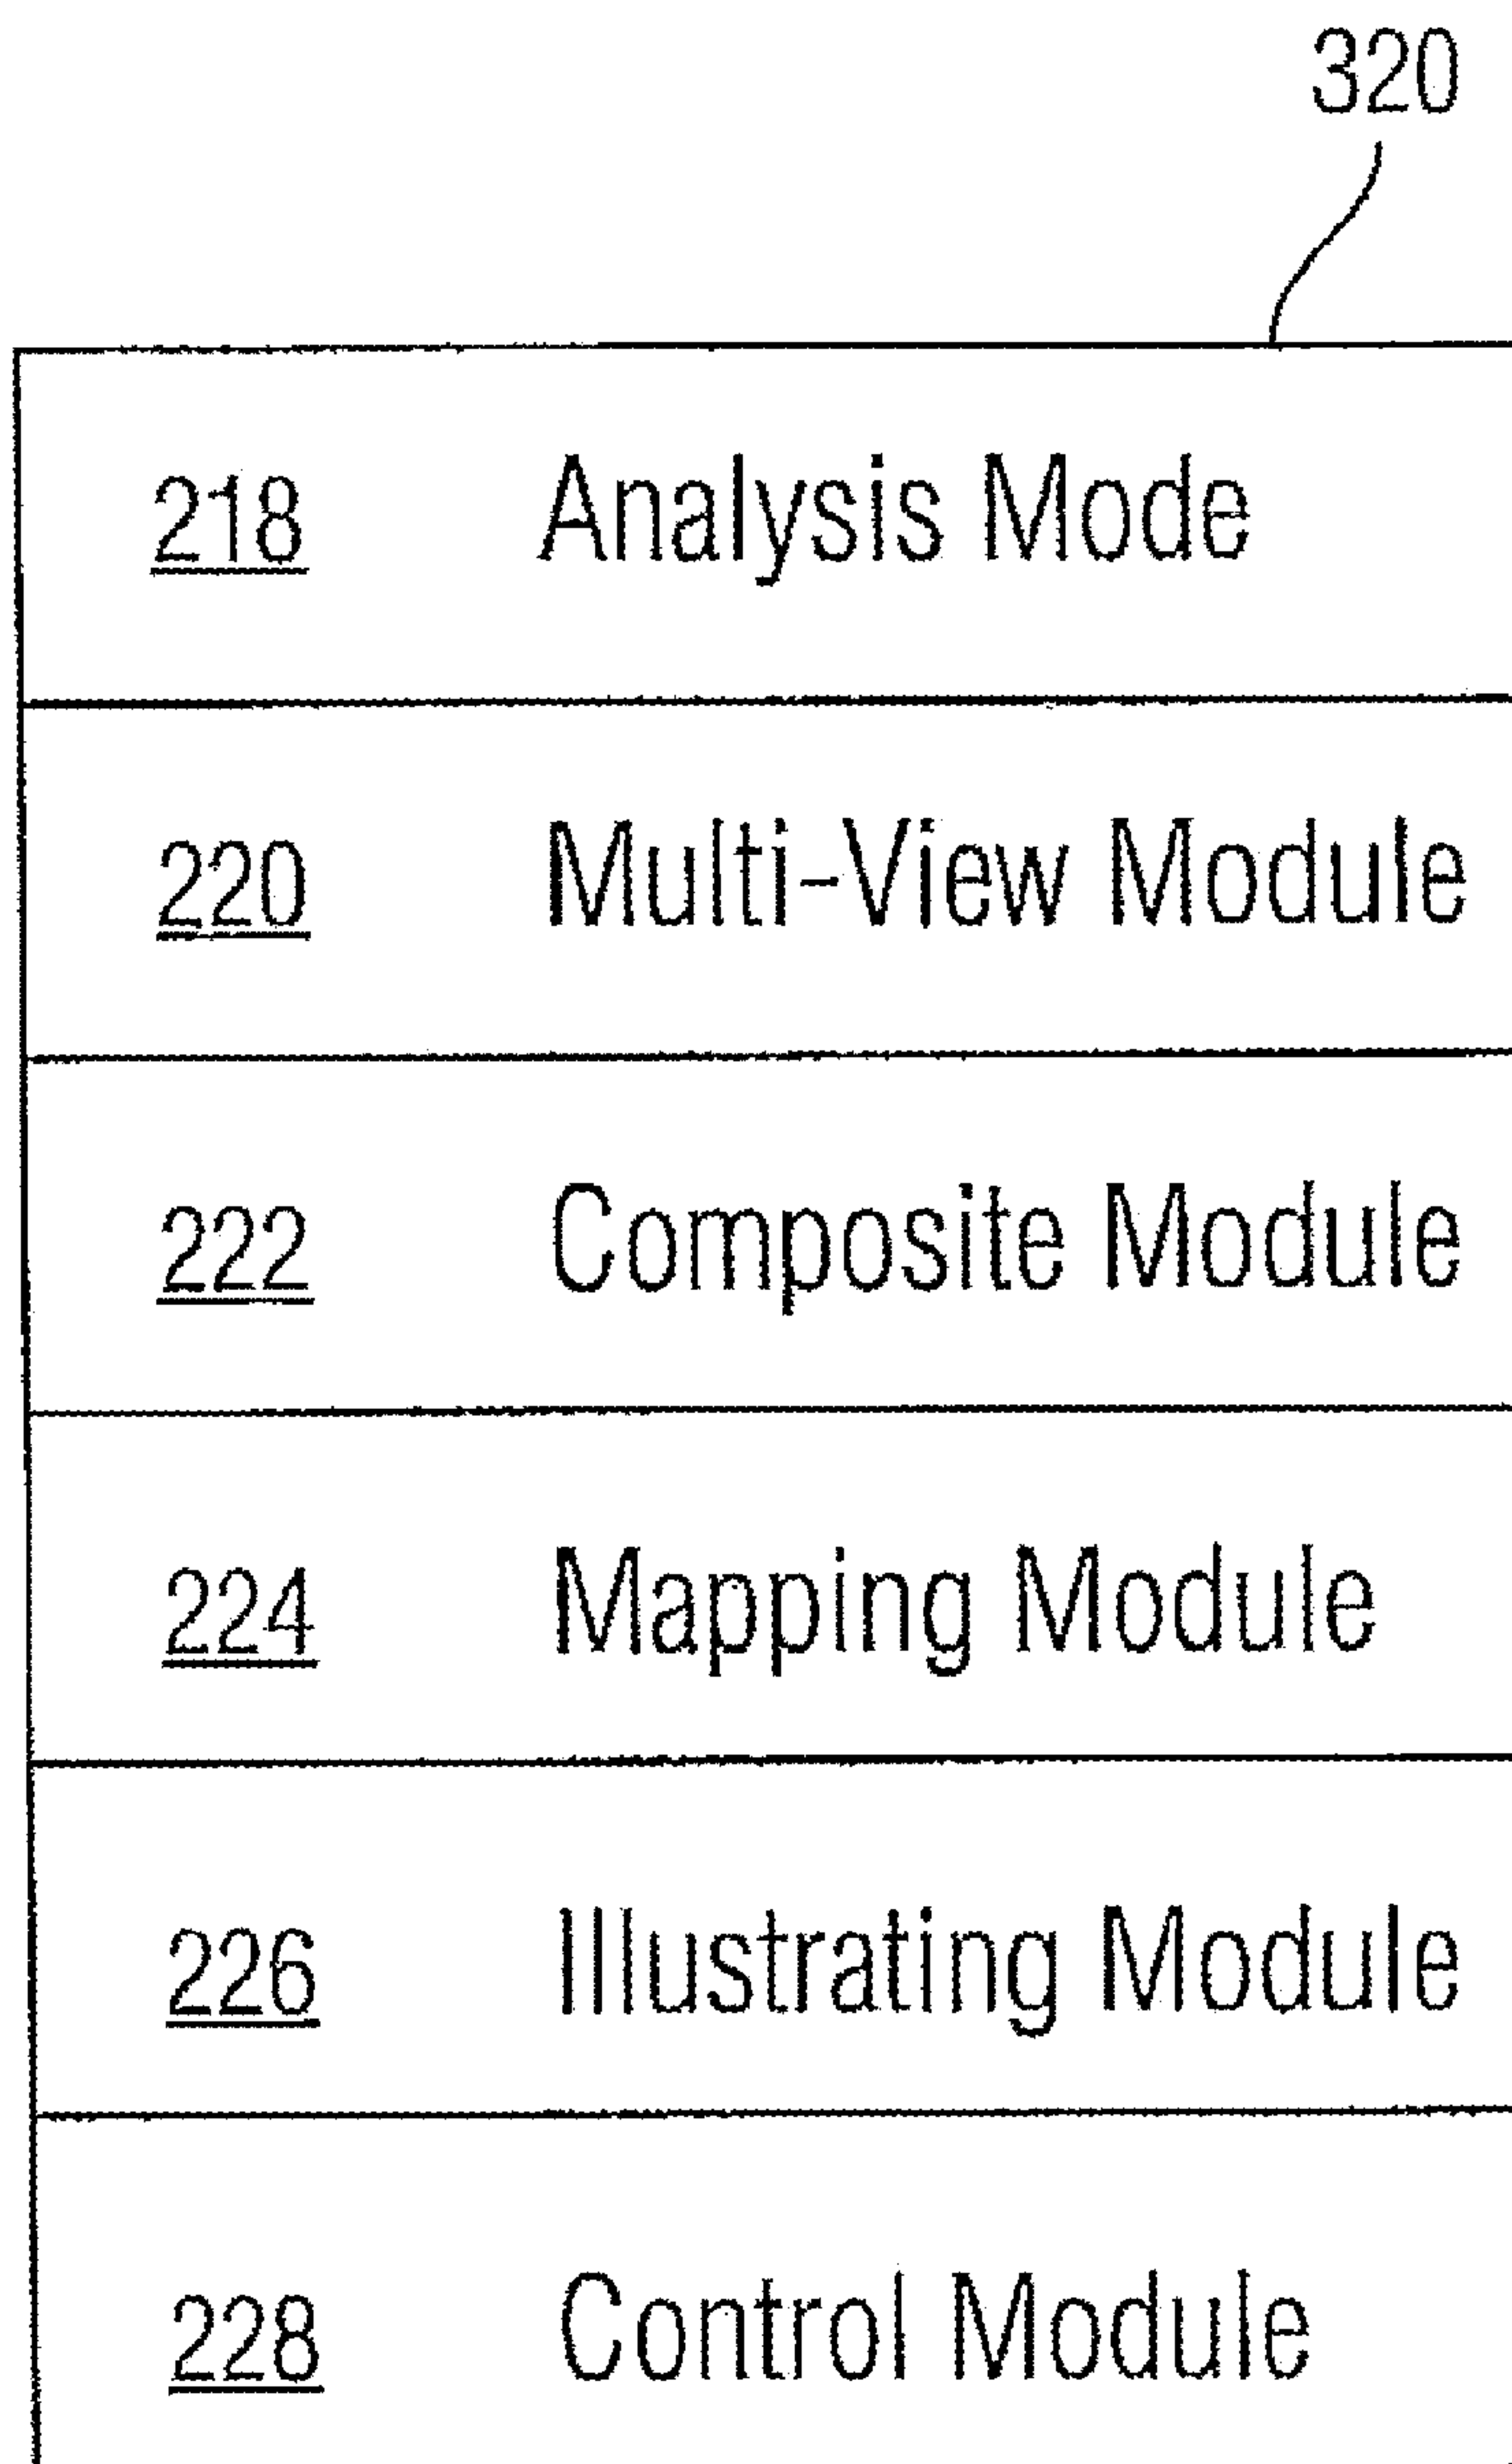 320
218 Analysis Mode
220 Multi-View Module
222 Composite Module
224 Mapping Module
226 Illustrating Module
228 Control Module